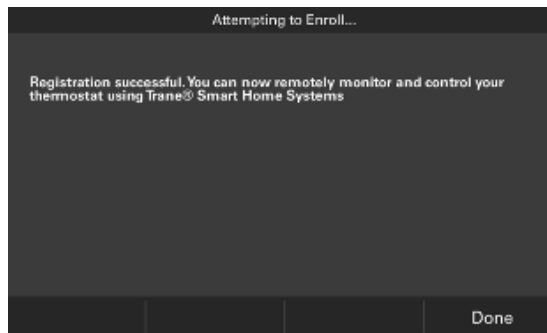 Attempting to Enroll...
Registration successful. You can now remotely monitor and control your
thermostat using Trane® Smart Home Systems
Done